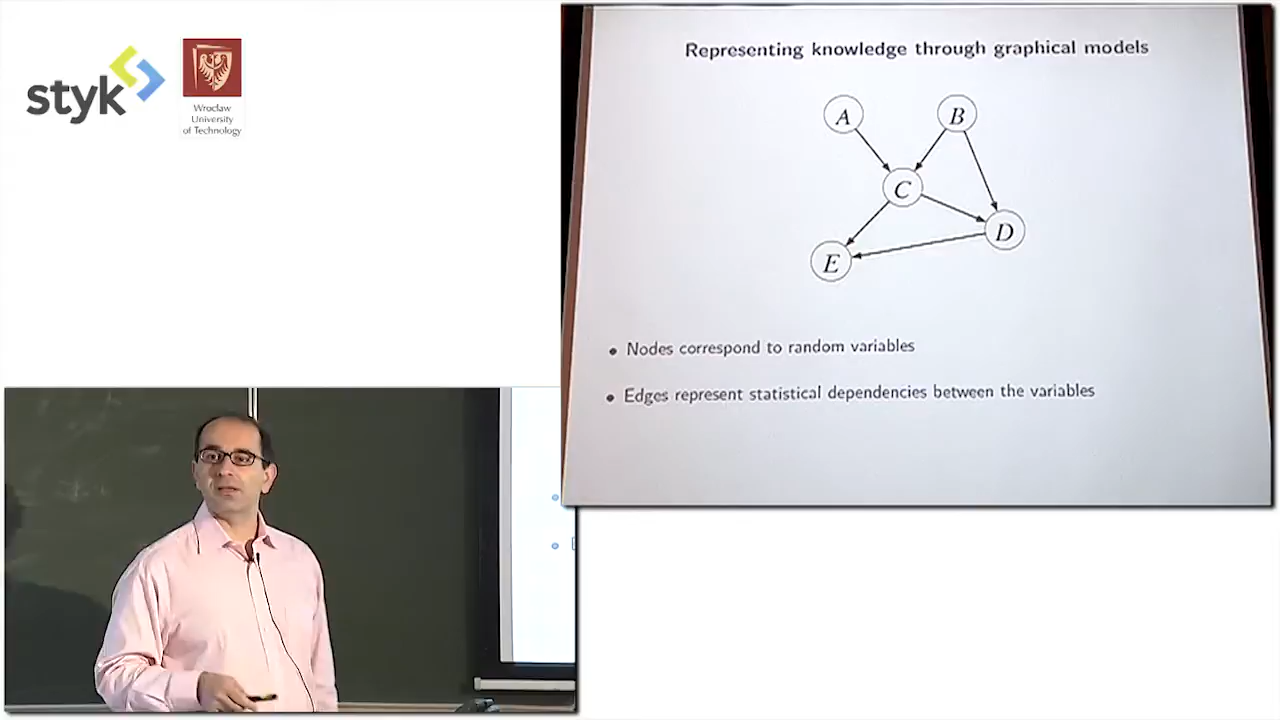 styk
Wrocław
University
of Technology
Representing knowledge through graphical models
A
B
C
D
E
• Nodes correspond to random variables
• Edges represent statistical dependencies between the variables